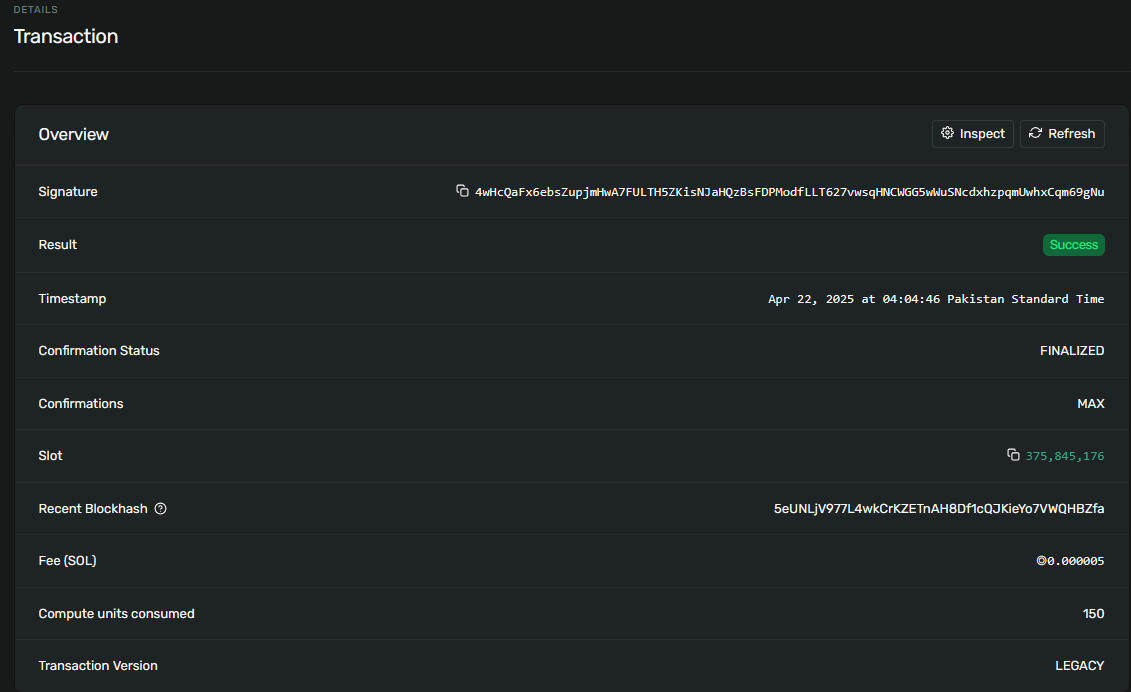 DETAILS
Transaction
Overview
Inspect
Refresh
Signature
4wHcQaFx6ebsZupjmHwA7FULTH5ZKisNJaHQzBsFDPModfLLT627vwsqHNCWGG5wWuSNcdxhzpqmUwhxCqm69gNu
Result
Success
Timestamp
Apr 22, 2025 at 04:04:46 Pakistan Standard Time
Confirmation Status
FINALIZED
Confirmations
MAX
Slot
375,845,176
Recent Blockhash
5eUNLjV977L4wkCrKZETnAH8Df1cQJKieYo7VWQHBZfa
Fee (SOL)
◎0.000005
Compute units consumed
150
Transaction Version
LEGACY